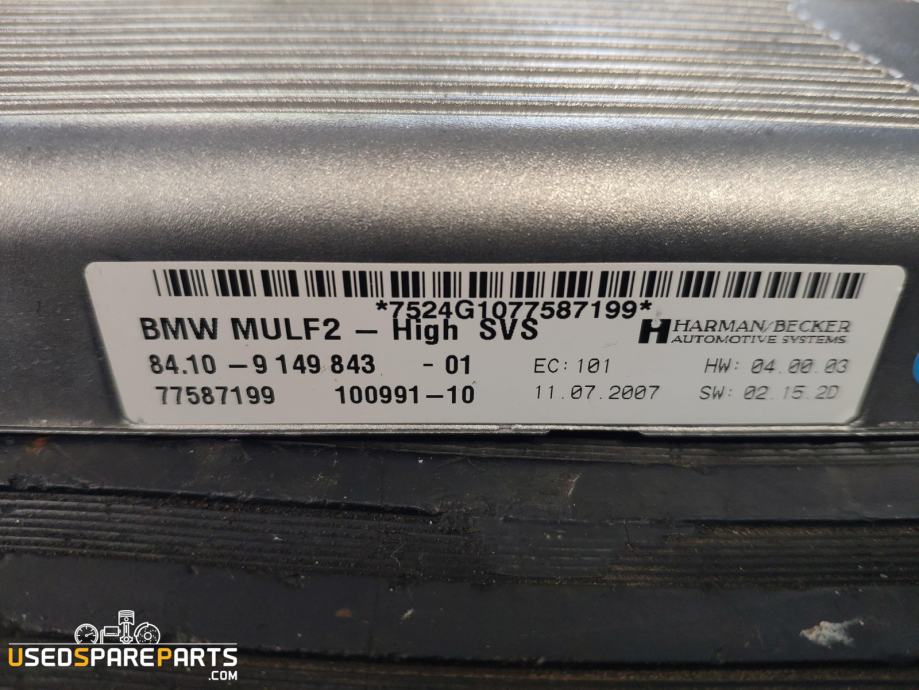 *7524G1077587199*
BMW MULF2 – High SVS
HARMAN/BECKER
AUTOMOTIVE SYSTEMS
84.10 – 9 149 843 - 01 EC: 101 HW: 04.00.03
77587199 100991-10 11.07.2007 SW: 02.15.2D
USEDSPAREPARTS
.COM